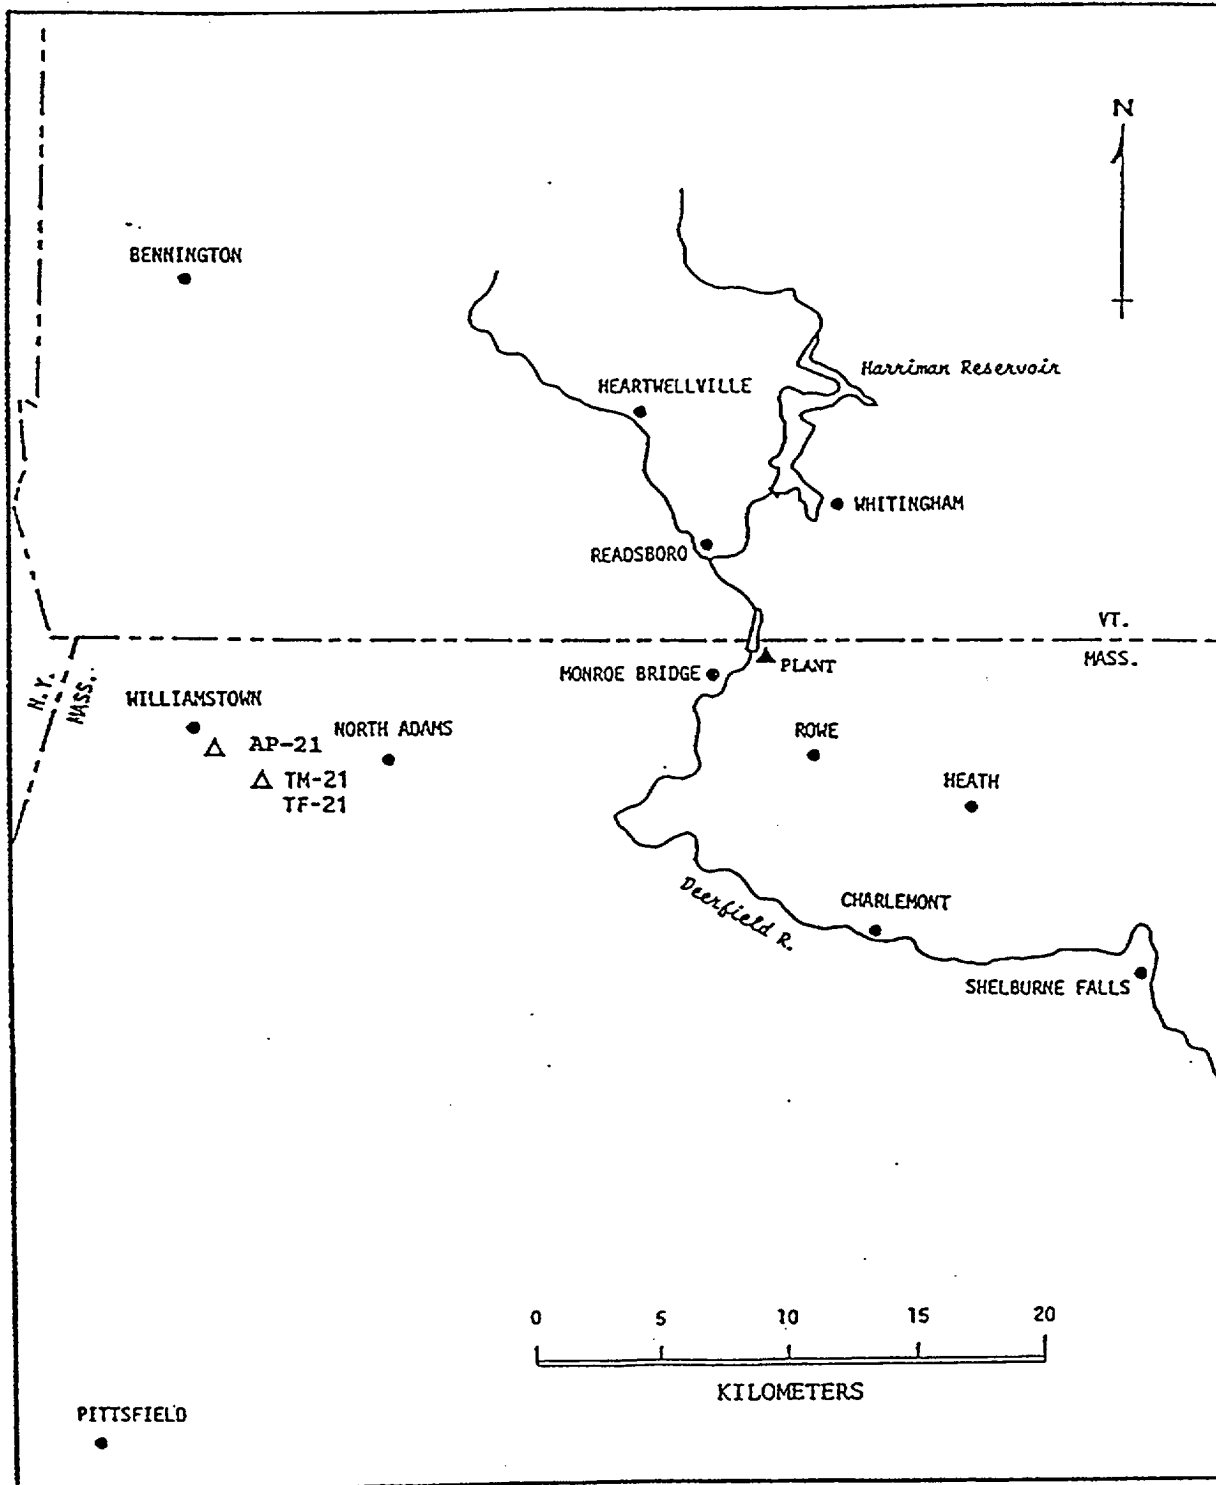 N
BENNINGTON
Harriman Reservoir
HEARTWELLVILLE
WHITINGHAM
READSBORO
VT.
MASS.
PLANT
MONROE BRIDGE
N.Y.
MASS.
WILLIAMSTOWN
NORTH ADAMS
ROWE
AP-21
TM-21
TF-21
HEATH
Deerfield R.
CHARLEMONT
SHELBURNE FALLS
0 5 10 15 20
KILOMETERS
PITTSFIELD